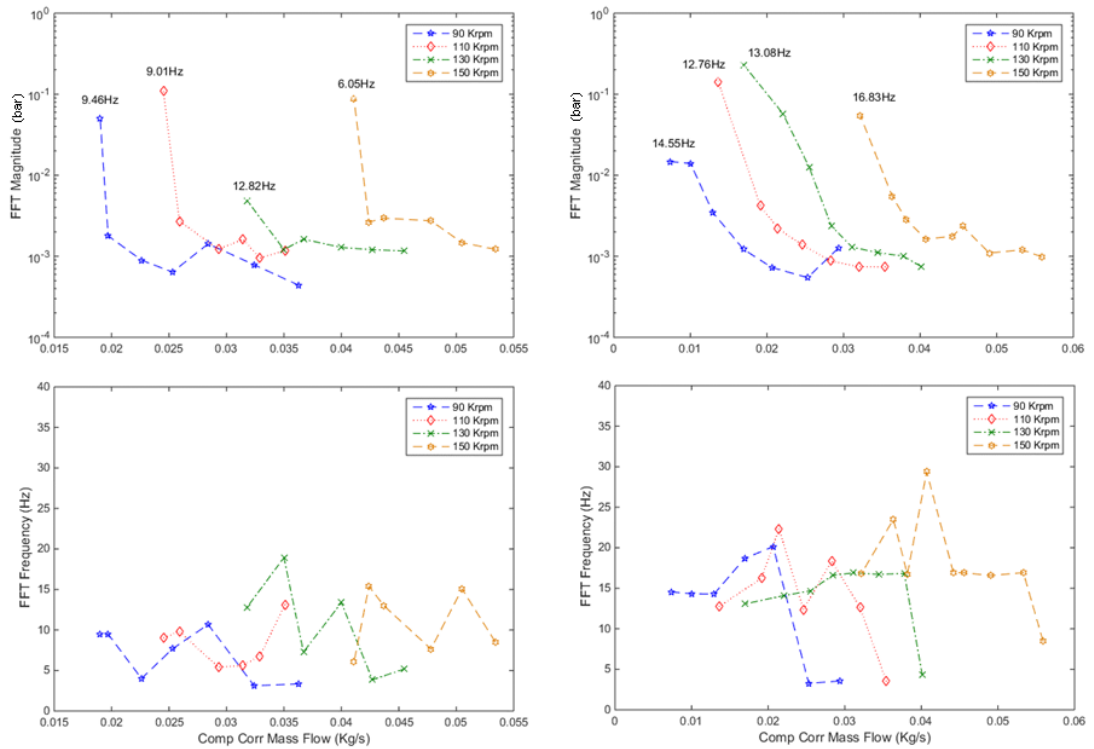 10^0
10^-1
10^-2
10^-3
10^-4
FFT Magnitude (bar)
9.46Hz
9.01Hz
12.82Hz
6.05Hz
90 Krpm
110 Krpm
130 Krpm
150 Krpm
0.015 0.02 0.025 0.03 0.035 0.04 0.045 0.05 0.055
10^0
10^-1
10^-2
10^-3
10^-4
FFT Magnitude (bar)
14.55Hz
12.76Hz
13.08Hz
16.83Hz
90 Krpm
110 Krpm
130 Krpm
150 Krpm
0 0.01 0.02 0.03 0.04 0.05 0.06
40
35
30
25
20
15
10
5
0
FFT Frequency (Hz)
90 Krpm
110 Krpm
130 Krpm
150 Krpm
0.015 0.02 0.025 0.03 0.035 0.04 0.045 0.05 0.055
Comp Corr Mass Flow (Kg/s)
40
35
30
25
20
15
10
5
0
FFT Frequency (Hz)
90 Krpm
110 Krpm
130 Krpm
150 Krpm
0 0.01 0.02 0.03 0.04 0.05 0.06
Comp Corr Mass Flow (Kg/s)